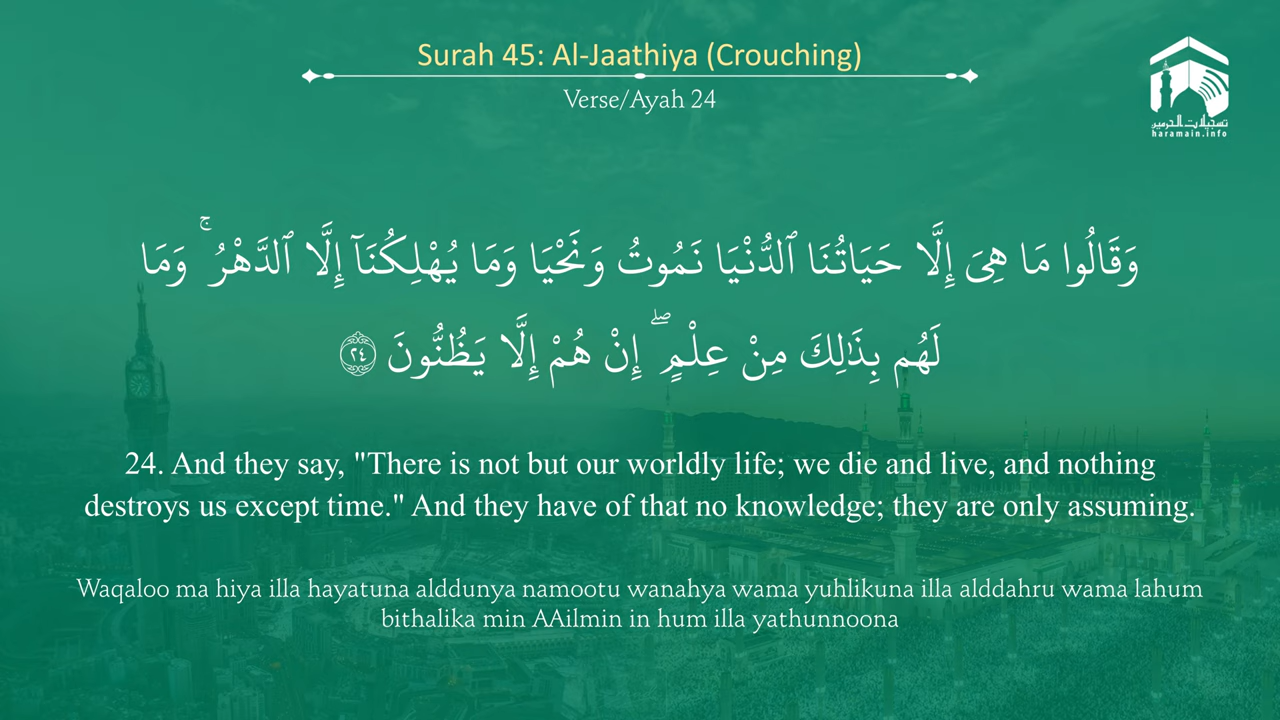 Surah 45: Al-Jaathiya (Crouching)
Verse/Ayah 24
تسجيلات الحرمين
haramain.info
وَقَالُوا مَا هِىَ إِلَّا حَيَاتُنَا ٱلدُّنْيَا نَمُوتُ وَنَحْيَا وَمَا يُهْلِكُنَآ إِلَّا ٱلدَّهْرُ ۚ وَمَا
لَهُم بِذَٰلِكَ مِنْ عِلْمٍ ۖ إِنْ هُمْ إِلَّا يَظُنُّونَ ٢٤
24. And they say, "There is not but our worldly life; we die and live, and nothing
destroys us except time." And they have of that no knowledge; they are only assuming.
Waqaloo ma hiya illa hayatuna alddunya namootu wanahya wama yuhlikuna illa alddahru wama lahum
bithalika min AAilmin in hum illa yathunnoona